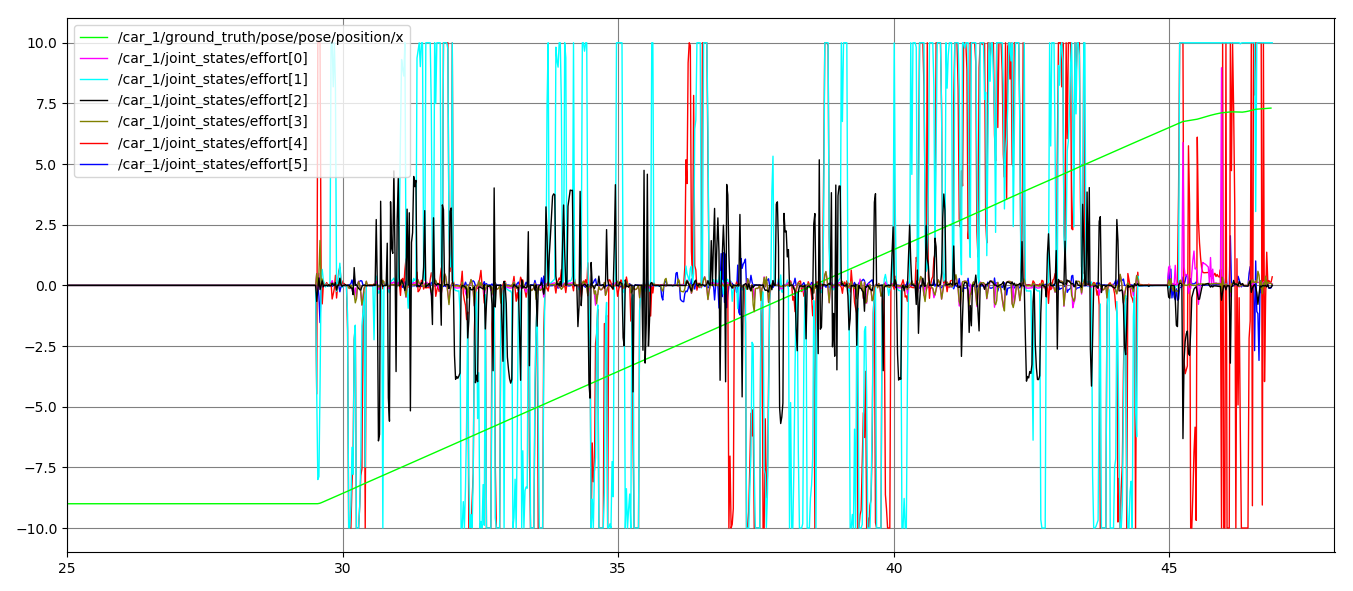 10.0
7.5
5.0
2.5
0.0
−2.5
−5.0
−7.5
−10.0
/car_1/ground_truth/pose/pose/position/x
/car_1/joint_states/effort[0]
/car_1/joint_states/effort[1]
/car_1/joint_states/effort[2]
/car_1/joint_states/effort[3]
/car_1/joint_states/effort[4]
/car_1/joint_states/effort[5]
25 30 35 40 45